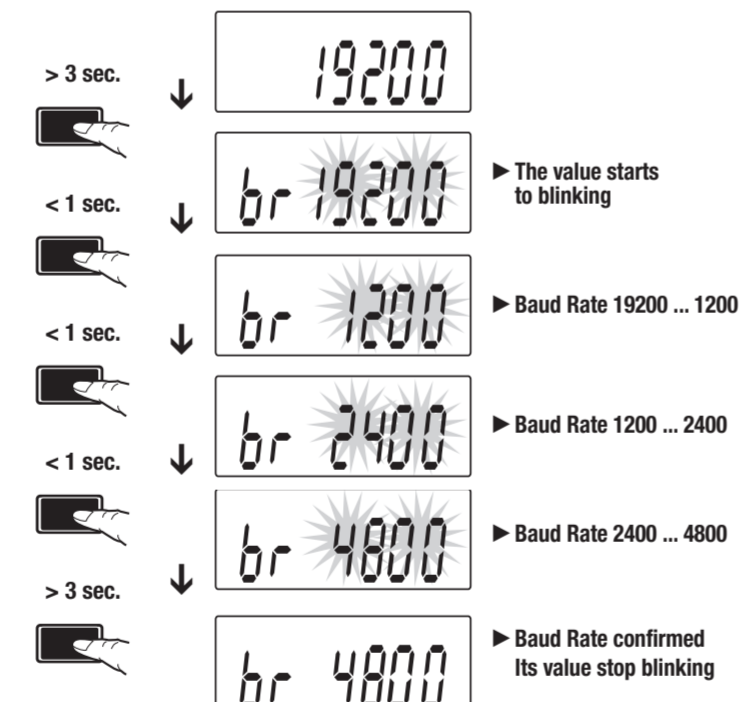 19200
> 3 sec.
br 19200
► The value starts
to blinking
< 1 sec.
br 1200
► Baud Rate 19200 ... 1200
< 1 sec.
br 2400
► Baud Rate 1200 ... 2400
< 1 sec.
br 4800
► Baud Rate 2400 ... 4800
> 3 sec.
br 4800
► Baud Rate confirmed
Its value stop blinking